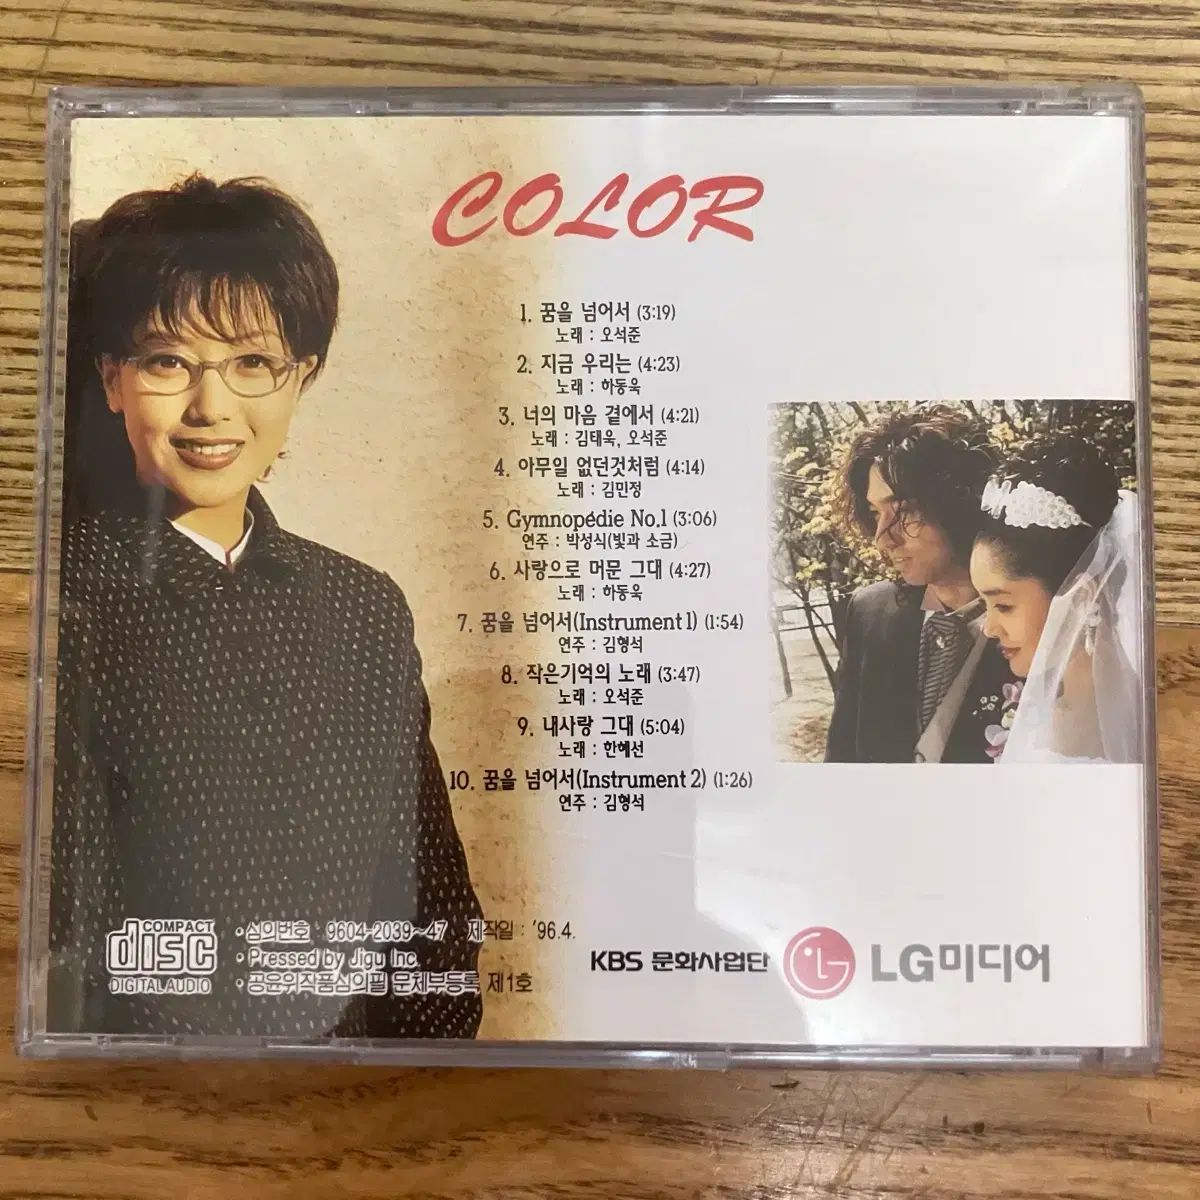 COLOR
1. 꿈을 넘어서 (3:19)
노래 : 오석준
2. 지금 우리는 (4:23)
노래 : 하동욱
3. 너의 마음 곁에서 (4:21)
노래 : 김태욱, 오석준
4. 아무일 없던것처럼 (4:14)
노래 : 김민정
5. Gymnopédie No.1 (3:06)
연주 : 박성식(빛과 소금)
6. 사랑으로 머문 그대 (4:27)
노래 : 하동욱
7. 꿈을 넘어서(Instrument 1) (1:54)
연주 : 김형석
8. 작은기억의 노래 (3:47)
노래 : 오석준
9. 내사랑 그대 (5:04)
노래 : 한혜선
10. 꿈을 넘어서(Instrument 2) (1:26)
연주 : 김형석
COMPACT
disc
DIGITAL AUDIO
• 심의번호 : 9604-2039~47 제작일 : '96.4.
• Pressed by Jigu Inc.
• 공윤위작품심의필 문체부등록 제1호
KBS 문화사업단
LG미디어